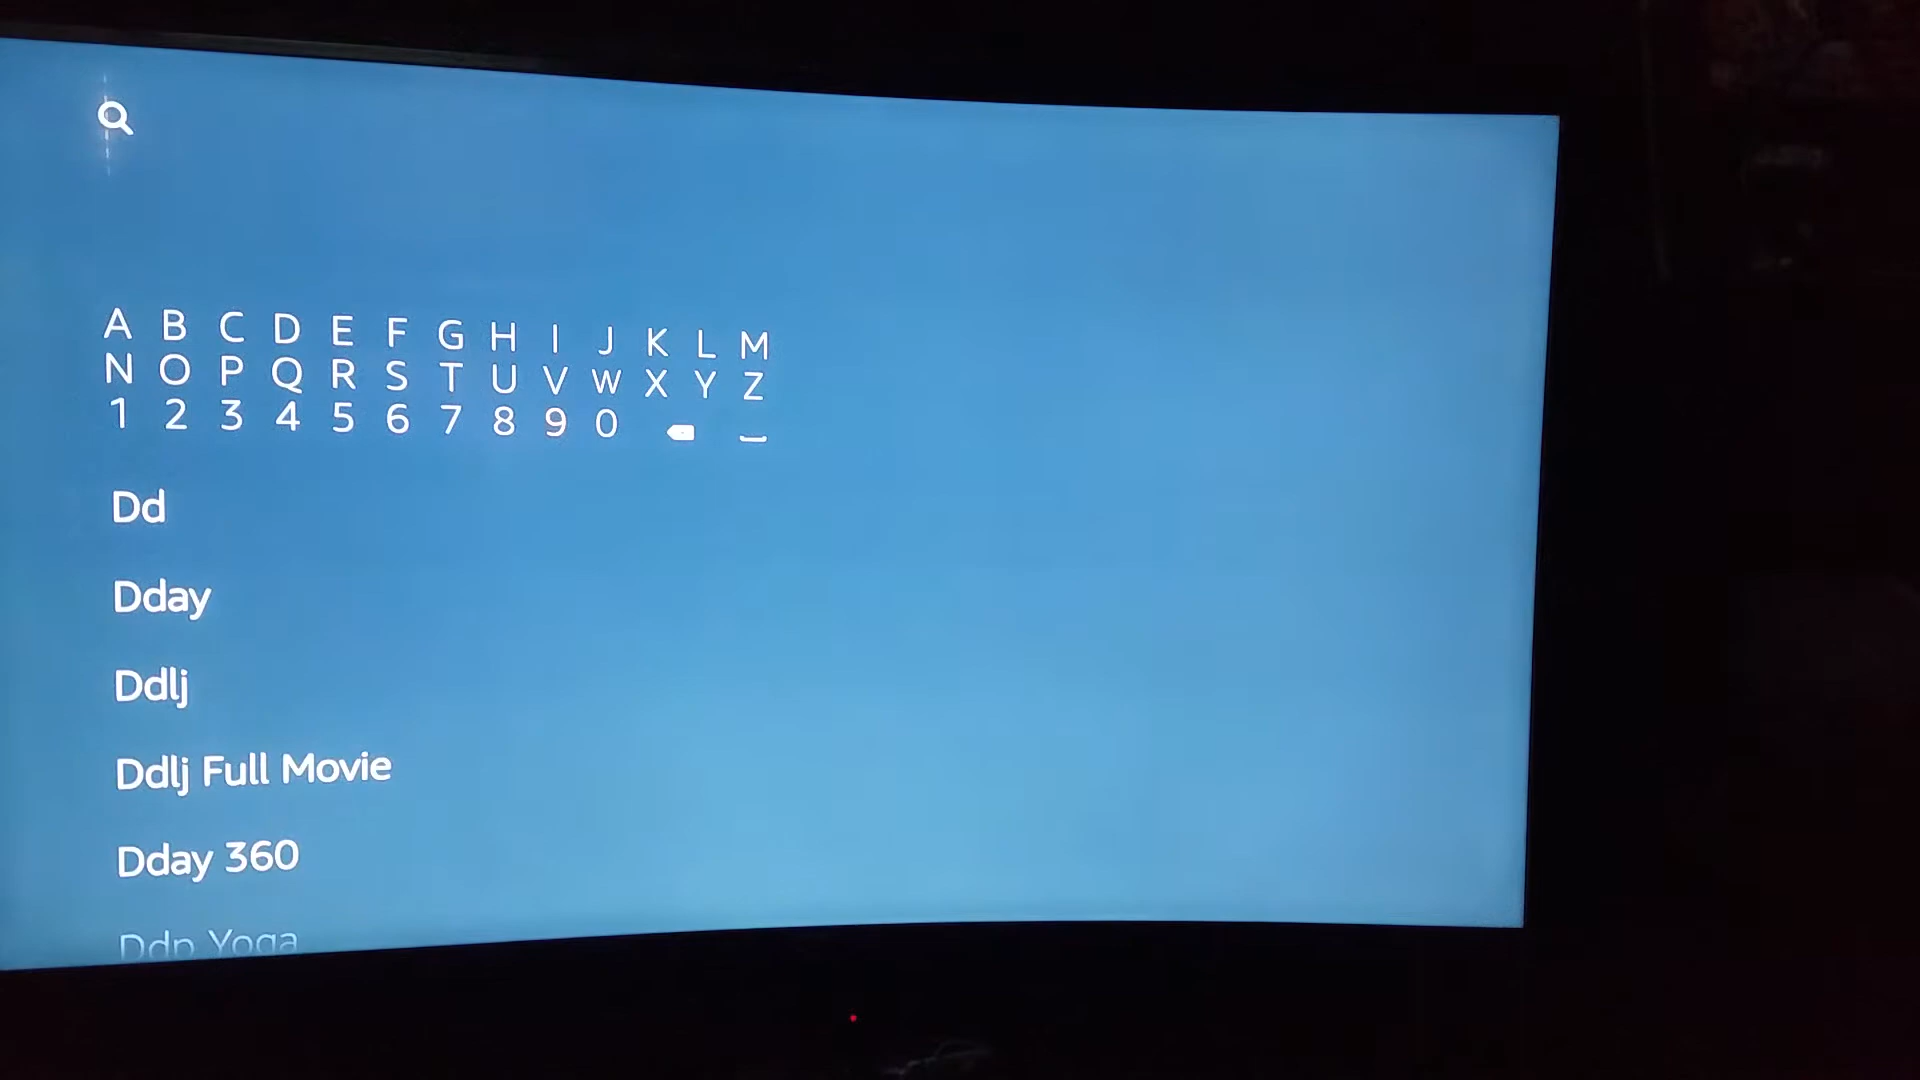 A B C D E F G H I J K L M
N O P Q R S T U V W X Y Z
1 2 3 4 5 6 7 8 9 0
Dd
Dday
Ddlj
Ddlj Full Movie
Dday 360
Ddp Yoga